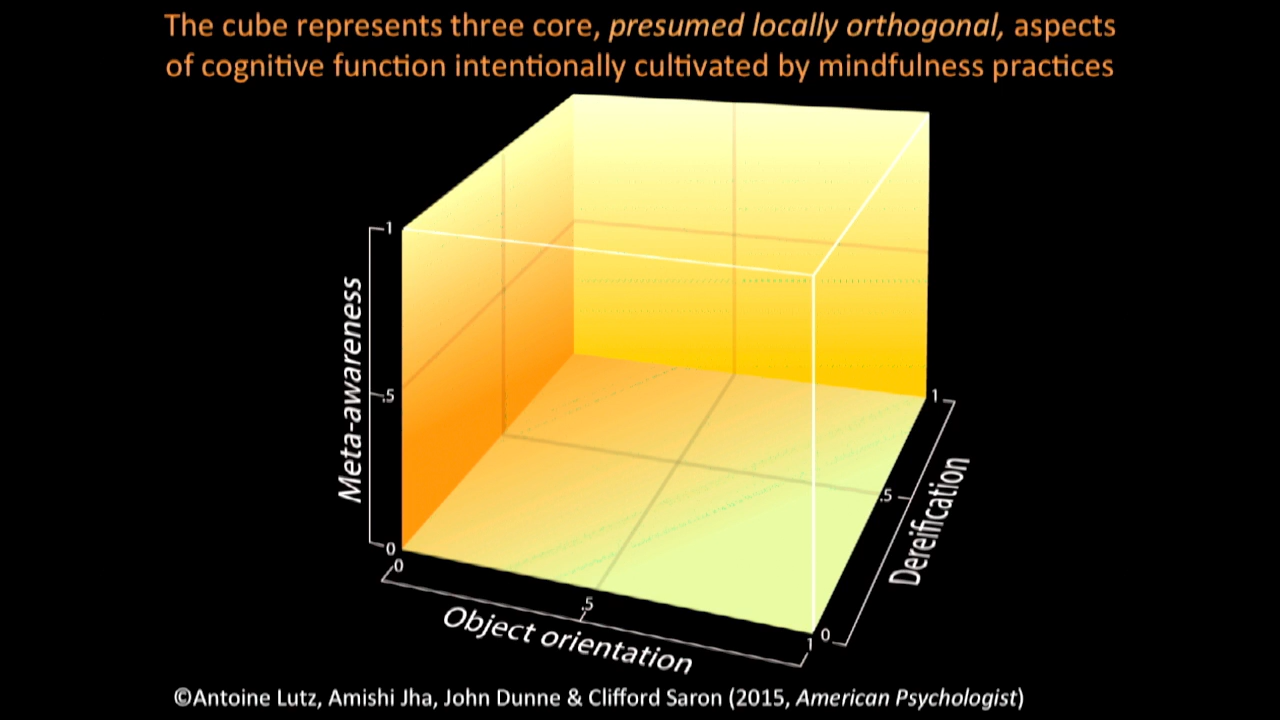 The cube represents three core, presumed locally orthogonal, aspects
of cognitive function intentionally cultivated by mindfulness practices
1
.5
0
Meta-awareness
0
.5
1
Object orientation
0
.5
1
Dereification
©Antoine Lutz, Amishi Jha, John Dunne & Clifford Saron (2015, American Psychologist)